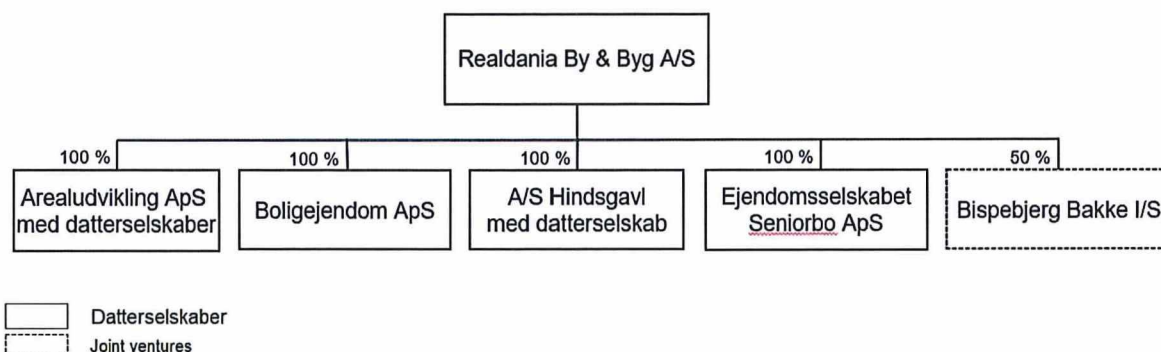 Realdania By & Byg A/S
100 %
100 %
100 %
100 %
50 %
Arealudvikling ApS
med datterselskaber
Boligejendom ApS
A/S Hindsgavl
med datterselskab
Ejendomsselskabet
Seniorbo ApS
Bispebjerg Bakke I/S
Datterselskaber
Joint ventures